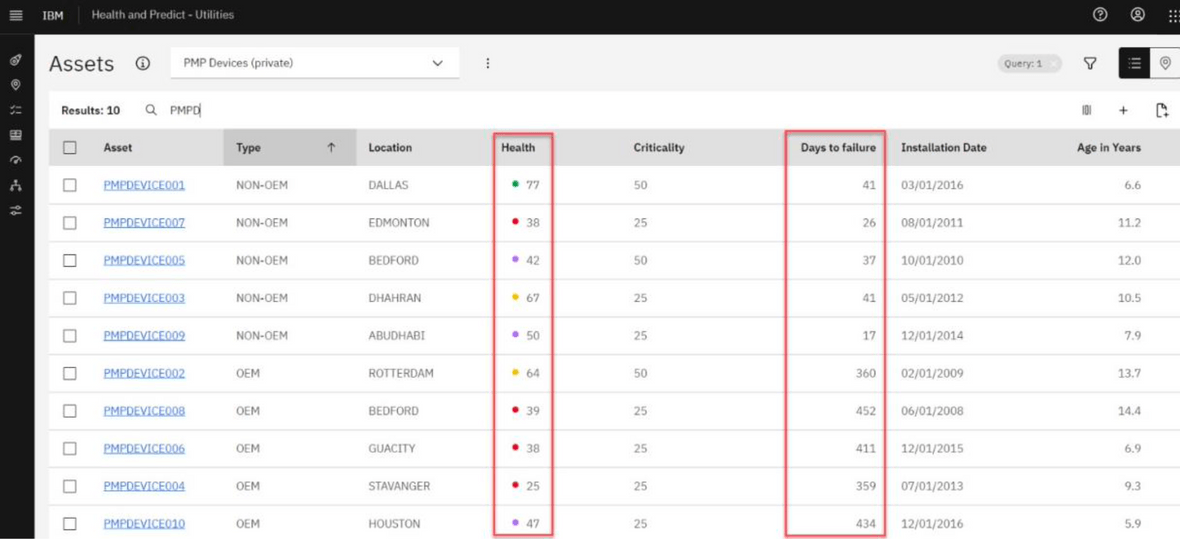 IBM Health and Predict - Utilities
Assets PMP Devices (private) Query: 1
Results: 10 PMPD
Asset Type Location Health Criticality Days to failure Installation Date Age in Years
PMPDEVICE001 NON-OEM DALLAS 77 50 41 03/01/2016 6.6
PMPDEVICE007 NON-OEM EDMONTON 38 25 26 08/01/2011 11.2
PMPDEVICE005 NON-OEM BEDFORD 42 50 37 10/01/2010 12.0
PMPDEVICE003 NON-OEM DHAHRAN 67 25 41 05/01/2012 10.5
PMPDEVICE009 NON-OEM ABUDHABI 50 25 17 12/01/2014 7.9
PMPDEVICE002 OEM ROTTERDAM 64 50 360 02/01/2009 13.7
PMPDEVICE008 OEM BEDFORD 39 25 452 06/01/2008 14.4
PMPDEVICE006 OEM GUACITY 38 25 411 12/01/2015 6.9
PMPDEVICE004 OEM STAVANGER 25 25 359 07/01/2013 9.3
PMPDEVICE010 OEM HOUSTON 47 25 434 12/01/2016 5.9